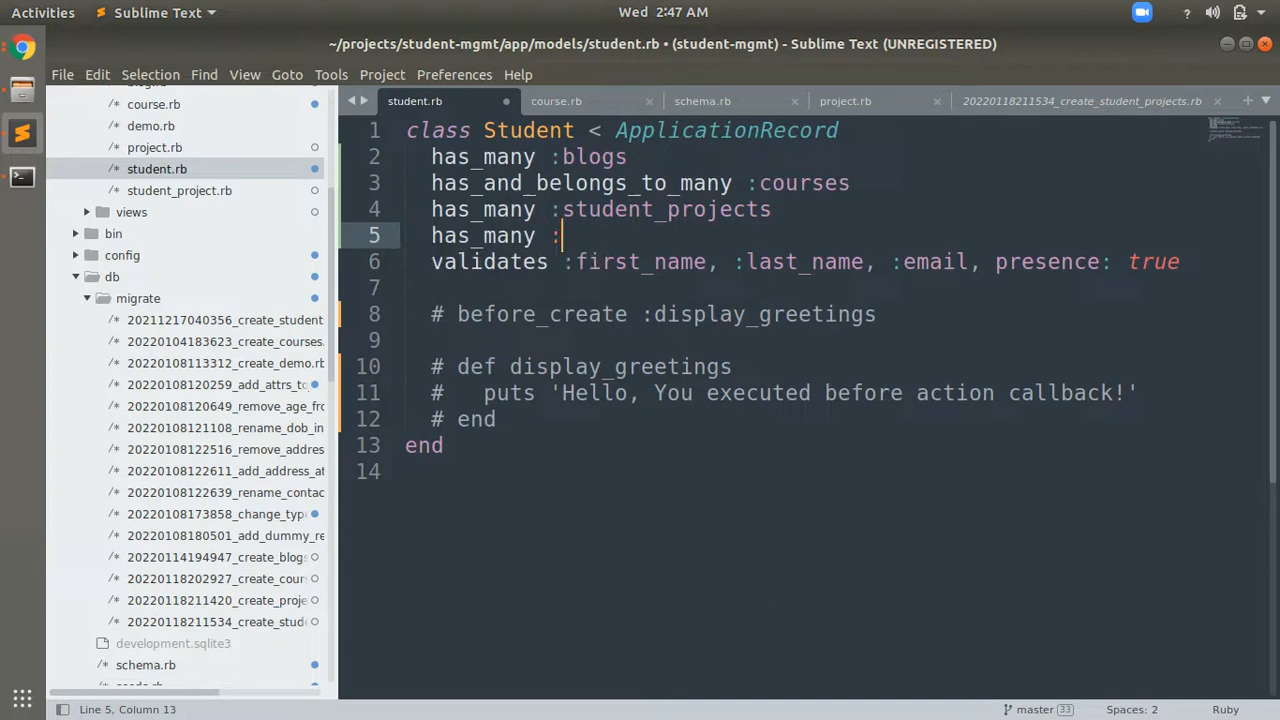 Activities Sublime Text Wed 2:47 AM ?
~/projects/student-mgmt/app/models/student.rb • (student-mgmt) - Sublime Text (UNREGISTERED)
File Edit Selection Find View Goto Tools Project Preferences Help
student.rb course.rb schema.rb project.rb 20220118211534_create_student_projects.rb
/* course.rb
/* demo.rb
/* project.rb
/* student.rb
/* student_project.rb
views
bin
config
db
migrate
/* 20211217040356_create_student
/* 20220104183623_create_courses.
/* 20220108113312_create_demo.rb
/* 20220108120259_add_attrs_to
/* 20220108120649_remove_age_fro
/* 20220108121108_rename_dob_in
/* 20220108122516_remove_addres
/* 20220108122611_add_address_at
/* 20220108122639_rename_contac
/* 20220108173858_change_typ
/* 20220108180501_add_dummy_re
/* 20220114194947_create_blogs
/* 20220118202927_create_cour
/* 20220118211420_create_proje
/* 20220118211534_create_stud
development.sqlite3
/* schema.rb
1 class Student < ApplicationRecord
2 has_many :blogs
3 has_and_belongs_to_many :courses
4 has_many :student_projects
5 has_many :
6 validates :first_name, :last_name, :email, presence: true
7
8 # before_create :display_greetings
9
10 # def display_greetings
11 # puts 'Hello, You executed before action callback!'
12 # end
13 end
14
Line 5, Column 13 master 33 Spaces: 2 Ruby